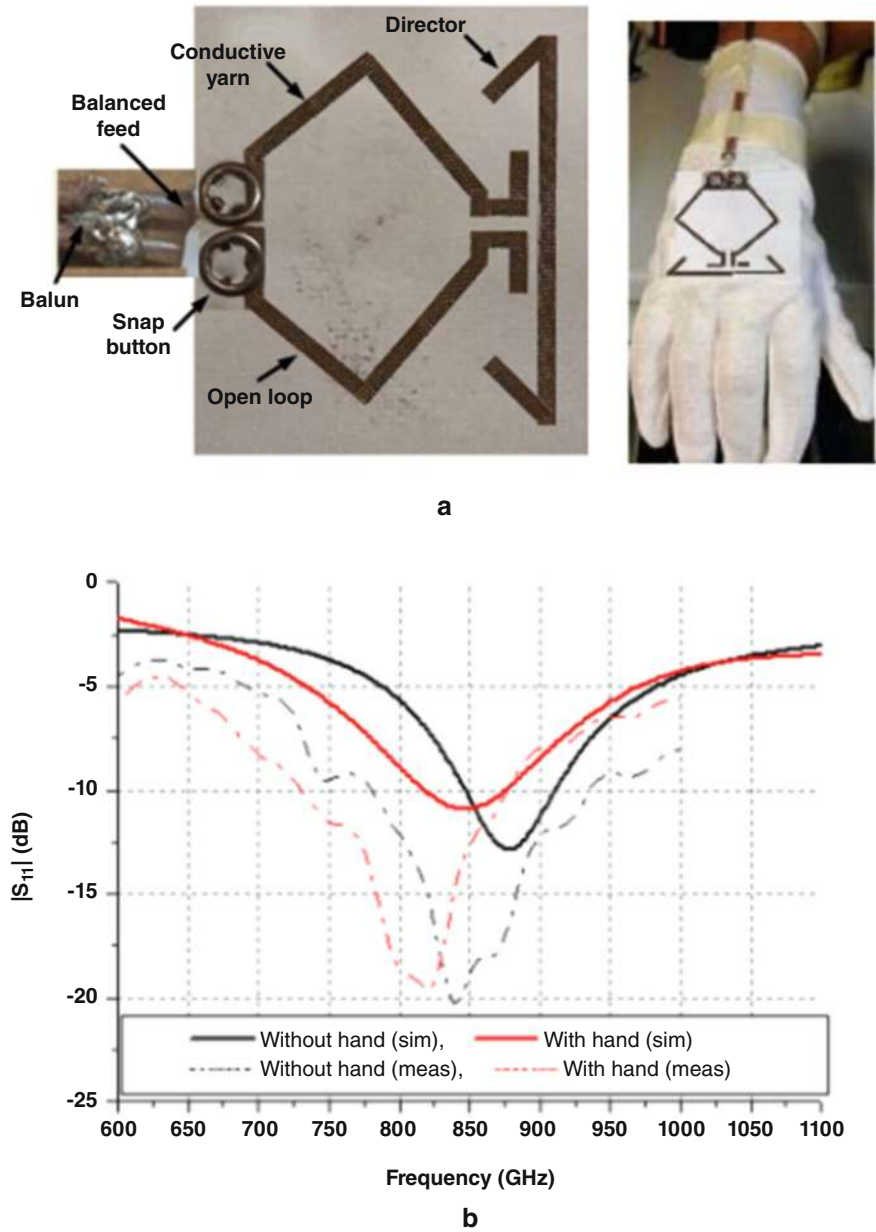 Director
Conductive
yarn
Balanced
feed
Balun
Snap
button
Open loop
a
0
-5
-10
-15
-20
-25
|S11| (dB)
Without hand (sim),
With hand (sim)
Without hand (meas),
With hand (meas)
600 650 700 750 800 850 900 950 1000 1050 1100
Frequency (GHz)
b